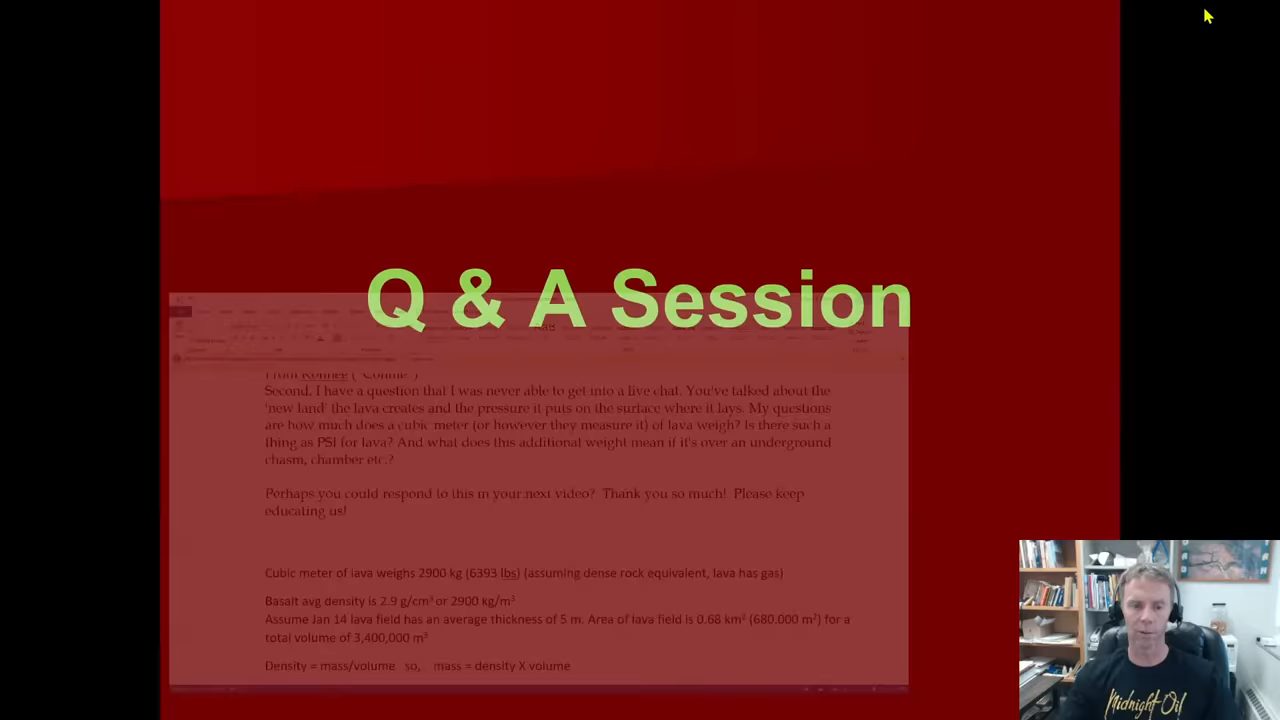 Q & A Session
Second, I have a question that I was never able to get into a live chat. You've talked about the
'new land' the lava creates and the pressure it puts on the surface where it lays. My questions
are how much does a cubic meter (or however they measure it) of lava weigh? Is there such a
thing as PSI (or lava? And what does this additional weight mean if it's over an underground
chasm, chamber etc.?
Perhaps you could respond to this in your next video? Thank you so much! Please keep
educating us!
Cubic meter of lava weighs 2900 kg (6393 lbs) (assuming dense rock equivalent, lava has gas)
Basalt avg density is 2.9 g/cm³ or 2900 kg/m³
Assume Jan 14 lava field has an average thickness of 5 m. Area of lava field is 0.68 km² (680.000 m²) for a
total volume of 3,400,000 m³
Density = mass/volume so, mass = density X volume
Midnight Oil